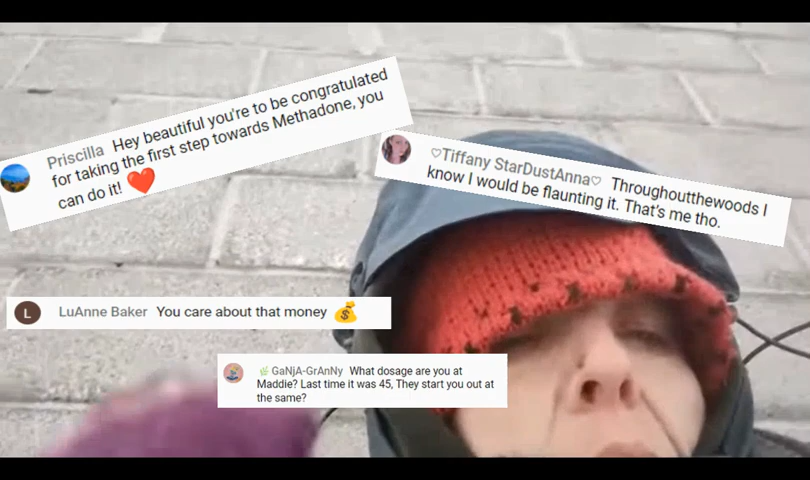 Priscilla Hey beautiful you're to be congratulated
for taking the first step towards Methadone, you
can do it! ❤️
♡Tiffany StarDustAnna♡ Throughoutthewoods I
know I would be flaunting it. That's me tho.
L LuAnne Baker You care about that money 💰
🌿 GaNjA-GrAnNy What dosage are you at
Maddie? Last time it was 45, They start you out at
the same?